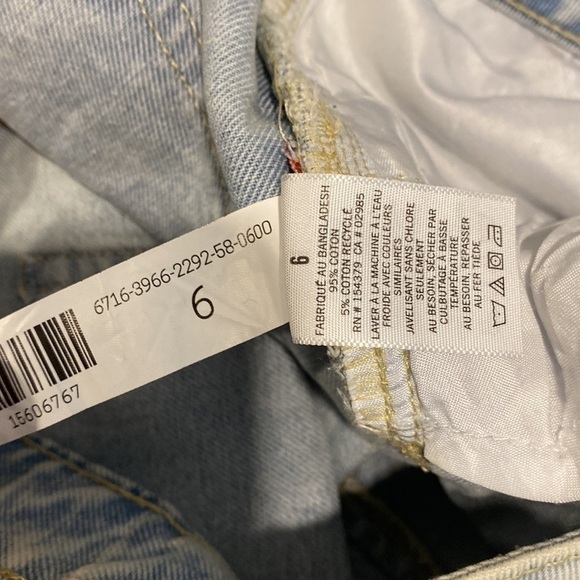 6716-3966-2292-58-0600
6
15606767
6
FABRIQUÉ AU BANGLADESH
95% COTON
5% COTON RECYCLÉ
RN # 154379 CA # 02985
LAVER À LA MACHINE À L'EAU
FROIDE AVEC COULEURS
SIMILAIRES
JAVELISANT SANS CHLORE
SEULEMENT
AU BESOIN, SÉCHER PAR
CULBUTAGE À BASSE
TEMPÉRATURE
AU BESOIN, REPASSER
AU FER TIÈDE